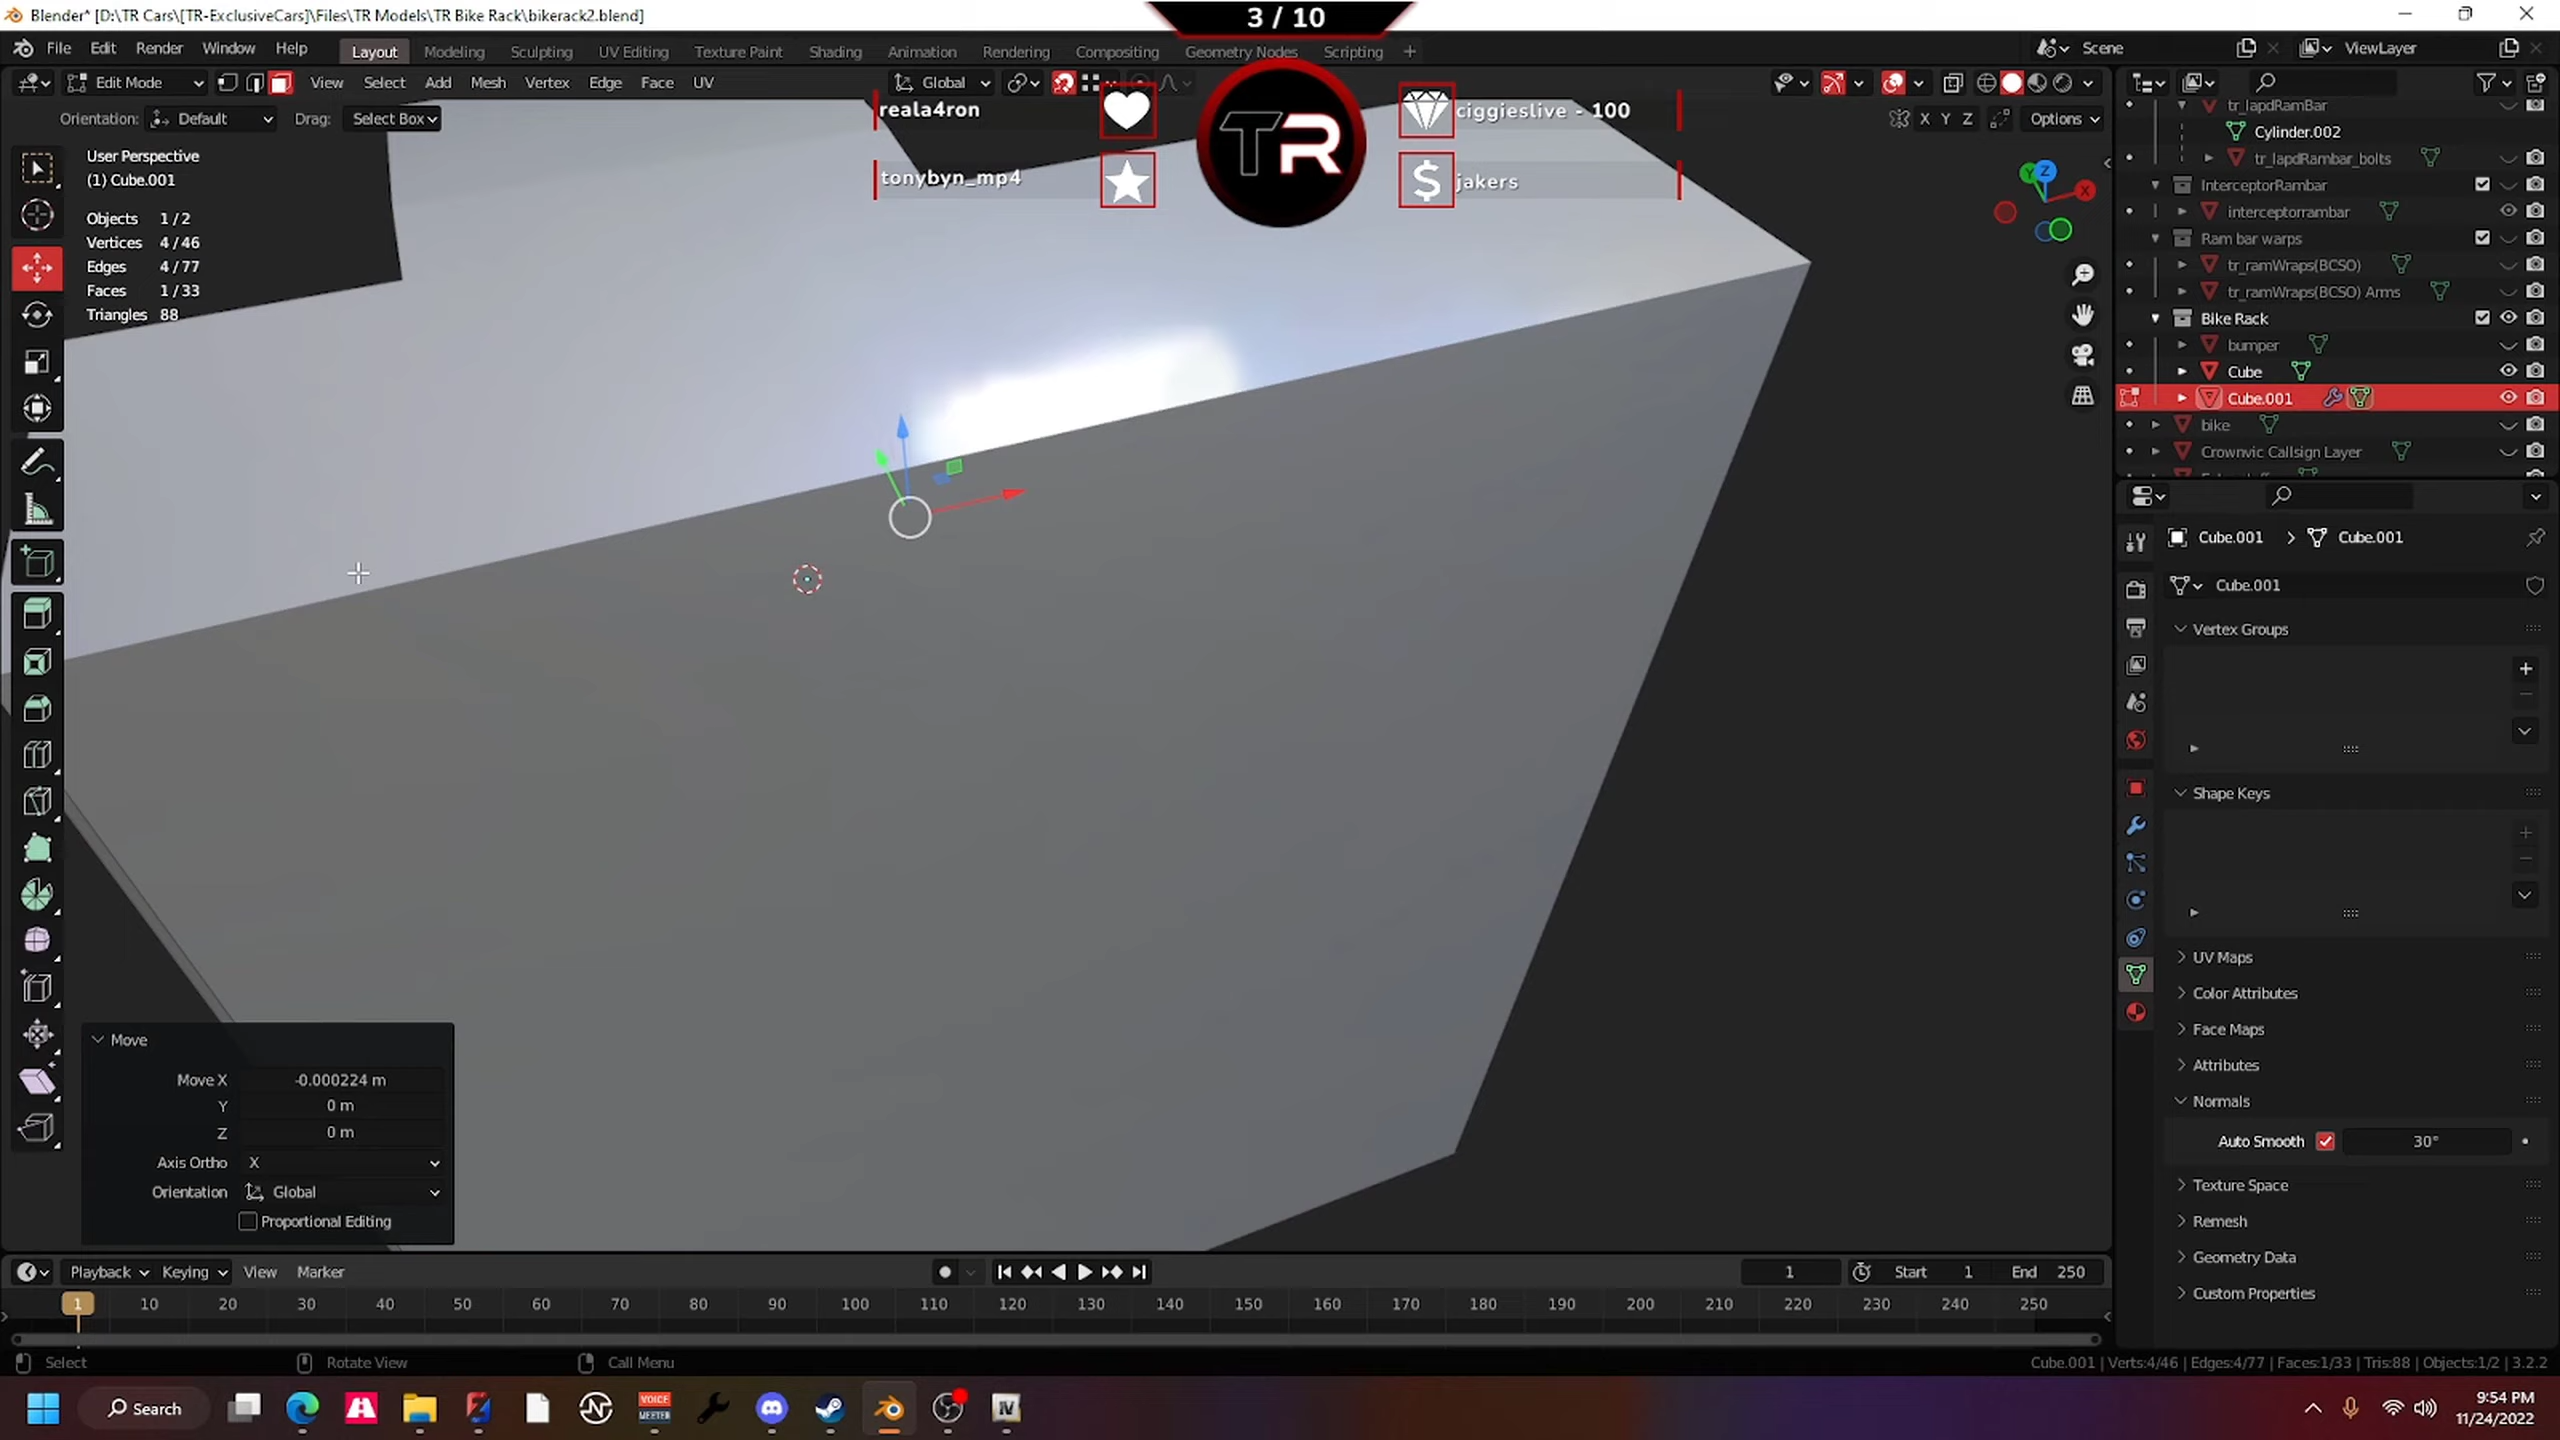 Blender* [D:\TR Cars\[TR-ExclusiveCars]\Files\TR Models\TR Bike Rack\bikerack2.blend]
3 / 10
File Edit Render Window Help Layout Modeling Sculpting UV Editing Texture Paint Shading Animation Rendering Compositing Geometry Nodes Scripting
Scene
ViewLayer
Edit Mode View Select Add Mesh Vertex Edge Face UV
Global
Orientation: Default Drag: Select Box
X Y Z Options
reala4ron
ciggieslive - 100
tonybyn_mp4
jakers
TR
User Perspective
(1) Cube.001
Objects 1 / 2
Vertices 4 / 46
Edges 4 / 77
Faces 1 / 33
Triangles 88
Z
Y
X
tr_lapdRamBar
Cylinder.002
tr_lapdRambar_bolts
InterceptorRambar
interceptorrambar
Ram bar warps
tr_ramWraps(BCSO)
tr_ramWraps(BCSO) Arms
Bike Rack
bumper
Cube
Cube.001
bike
Crownvic Callsign Layer
Cube.001 > Cube.001
Cube.001
Vertex Groups
Shape Keys
UV Maps
Color Attributes
Face Maps
Attributes
Normals
Auto Smooth 30°
Texture Space
Remesh
Geometry Data
Custom Properties
Move
Move X -0.000224 m
Y 0 m
Z 0 m
Axis Ortho X
Orientation Global
Proportional Editing
Playback Keying View Marker
1 Start 1 End 250
1 10 20 30 40 50 60 70 80 90 100 110 120 130 140 150 160 170 180 190 200 210 220 230 240 250
Select Rotate View Call Menu
Cube.001 | Verts:4/46 | Edges:4/77 | Faces:1/33 | Tris:88 | Objects:1/2 | 3.2.2
Search
VOICE
MEETER
IV
9:54 PM
11/24/2022